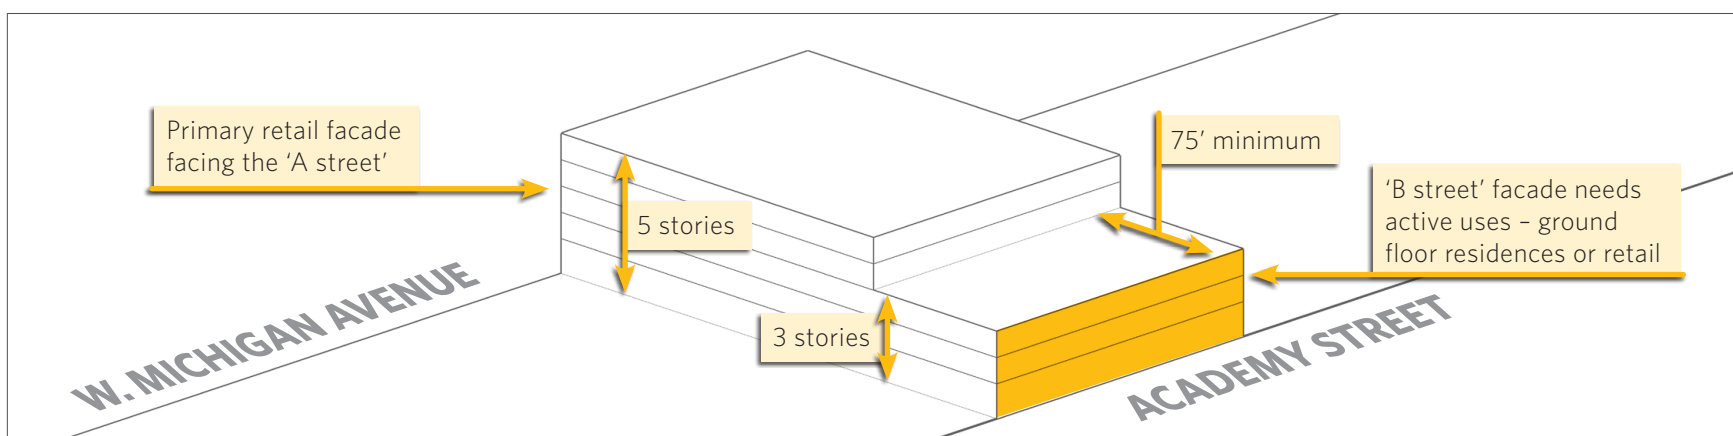 Primary retail facade
facing the ‘A street’
75’ minimum
‘B street’ facade needs
active uses – ground
floor residences or retail
5 stories
3 stories
W. MICHIGAN AVENUE
ACADEMY STREET